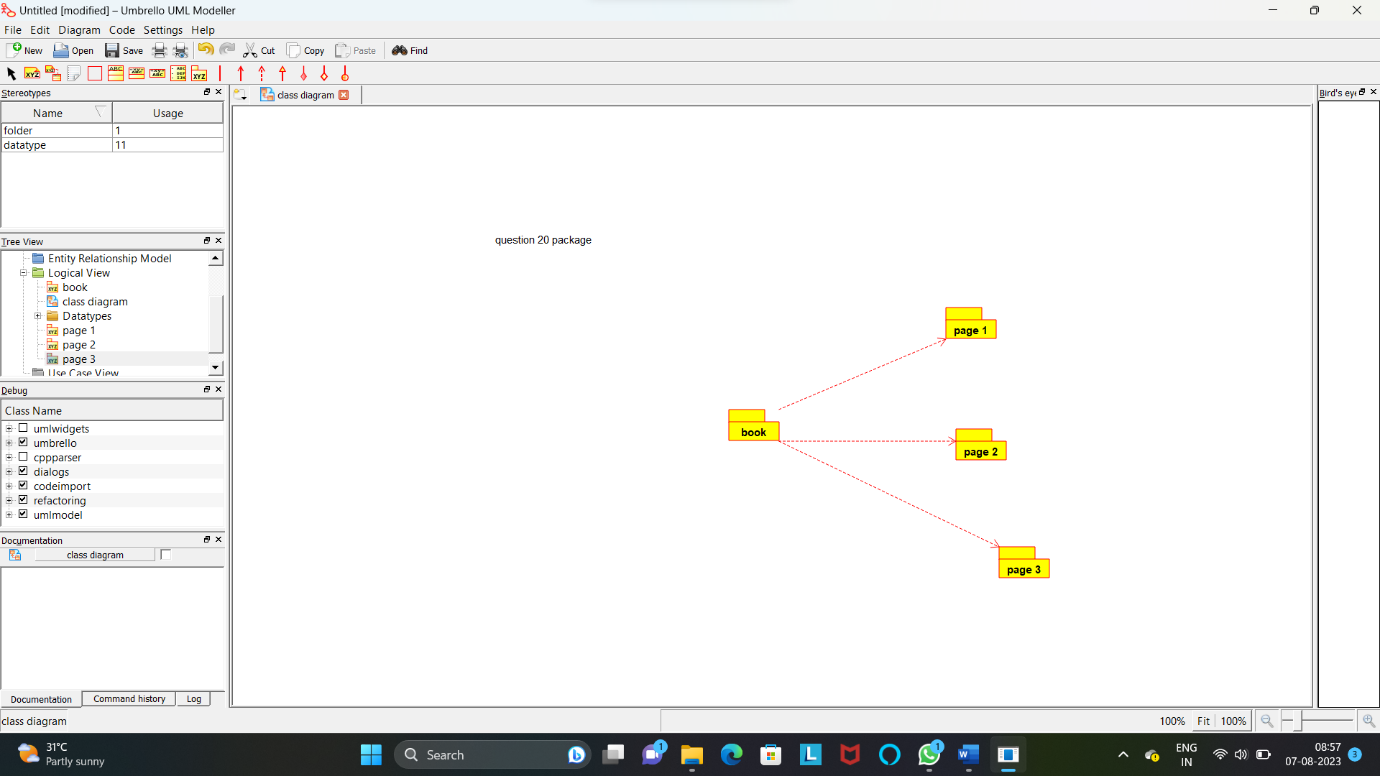 Untitled [modified] – Umbrello UML Modeller
File Edit Diagram Code Settings Help
New Open Save Cut Copy Paste Find
Stereotypes
Name Usage
folder 1
datatype 11
Tree View
Entity Relationship Model
Logical View
book
class diagram
Datatypes
page 1
page 2
page 3
Use Case View
Debug
Class Name
umlwidgets
umbrello
cppparser
dialogs
codeimport
refactoring
umlmodel
Documentation
class diagram
Documentation Command history Log
class diagram
class diagram
question 20 package
page 1
book
page 2
page 3
Bird's eye
100% Fit 100%
31°C
Partly sunny
Search
ENG
IN
08:57
07-08-2023
3